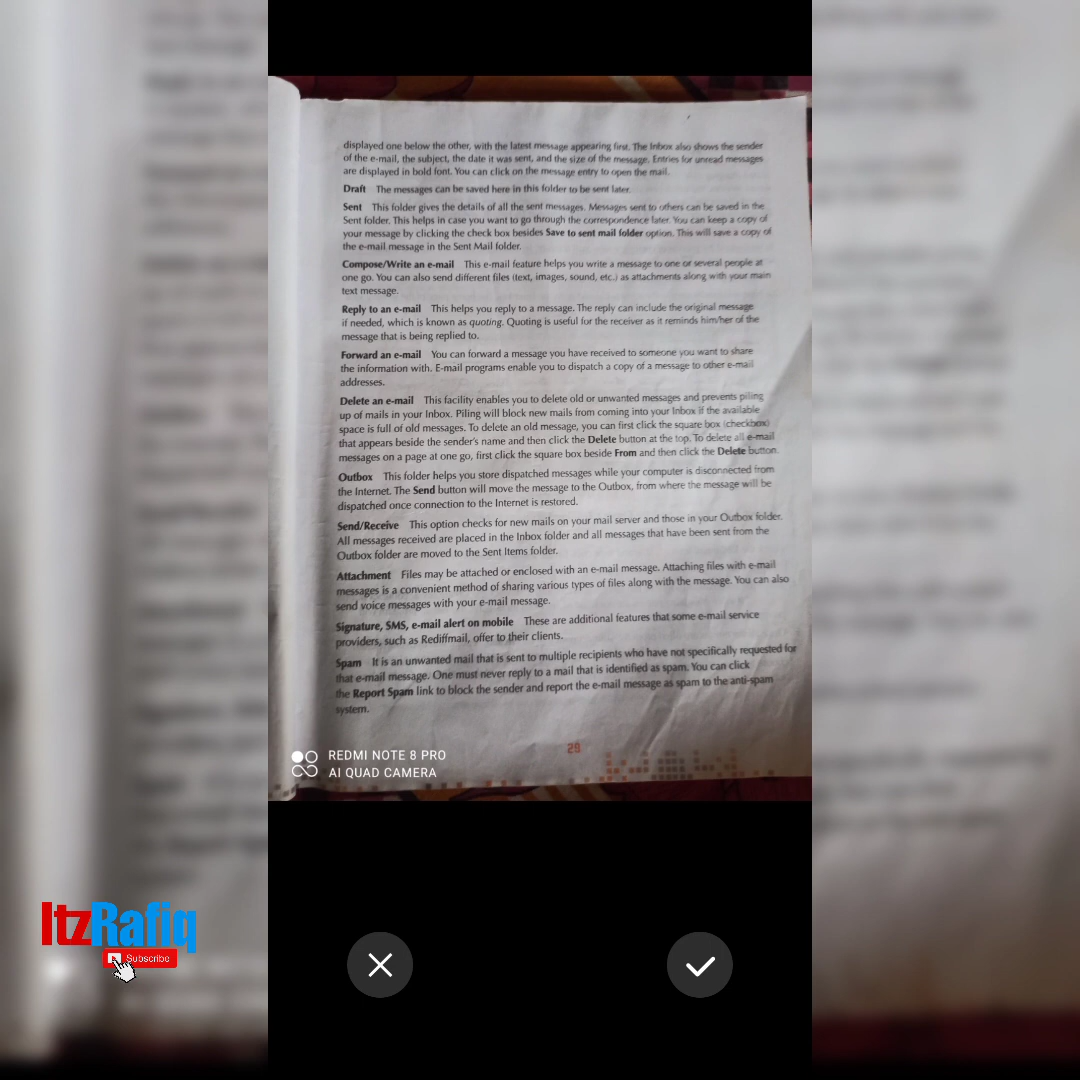 displayed one below the other, with the latest message appearing first. The Inbox also shows the sender
of the e-mail, the subject, the date it was sent, and the size of the message. Entries for unread messages
are displayed in bold font. You can click on the message entry to open the mail.
Draft The messages can be saved here in this folder to be sent later.
Sent This folder gives the details of all the sent messages. Messages sent to others can be saved in the
Sent folder. This helps in case you want to go through the correspondence later. You can keep a copy of
your message by clicking the check box besides Save to sent mail folder option. This will save a copy of
the e-mail message in the Sent Mail folder.
Compose/Write an e-mail This e-mail feature helps you write a message to one or several people at
one go. You can also send different files (text, images, sound, etc.) as attachments along with your main
text message.
Reply to an e-mail This helps you reply to a message. The reply can include the original message
if needed, which is known as quoting. Quoting is useful for the receiver as it reminds him/her of the
message that is being replied to.
Forward an e-mail You can forward a message you have received to someone you want to share
the information with. E-mail programs enable you to dispatch a copy of a message to other e-mail
addresses.
Delete an e-mail This facility enables you to delete old or unwanted messages and prevents piling
up of mails in your Inbox. Piling will block new mails from coming into your Inbox if the available
space is full of old messages. To delete an old message, you can first click the square box (checkbox)
that appears beside the sender's name and then click the Delete button at the top. To delete all e-mail
messages on a page at one go, first click the square box beside From and then click the Delete button.
Outbox This folder helps you store dispatched messages while your computer is disconnected from
the Internet. The Send button will move the message to the Outbox, from where the message will be
dispatched once connection to the Internet is restored.
Send/Receive This option checks for new mails on your mail server and those in your Outbox folder.
All messages received are placed in the Inbox folder and all messages that have been sent from the
Outbox folder are moved to the Sent Items folder.
Attachment Files may be attached or enclosed with an e-mail message. Attaching files with e-mail
messages is a convenient method of sharing various types of files along with the message. You can also
send voice messages with your e-mail message.
Signature, SMS, e-mail alert on mobile These are additional features that some e-mail service
providers, such as Rediffmail, offer to their clients.
Spam It is an unwanted mail that is sent to multiple recipients who have not specifically requested for
that e-mail message. One must never reply to a mail that is identified as spam. You can click
the Report Spam link to block the sender and report the e-mail message as spam to the anti-spam
system.
29
REDMI NOTE 8 PRO
AI QUAD CAMERA
ItzRafiq
Subscribe